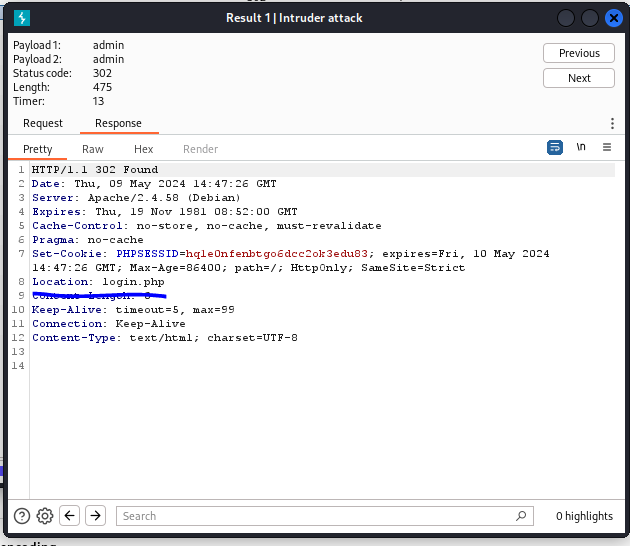 Result 1 | Intruder attack
Payload 1: admin
Payload 2: admin
Status code: 302
Length: 475
Timer: 13
Previous
Next
Request Response
Pretty Raw Hex Render \n
1 HTTP/1.1 302 Found
2 Date: Thu, 09 May 2024 14:47:26 GMT
3 Server: Apache/2.4.58 (Debian)
4 Expires: Thu, 19 Nov 1981 08:52:00 GMT
5 Cache-Control: no-store, no-cache, must-revalidate
6 Pragma: no-cache
7 Set-Cookie: PHPSESSID=hqle0nfenbtgo6dcc2okr3edu83; expires=Fri, 10 May 2024
14:47:26 GMT; Max-Age=86400; path=/; HttpOnly; SameSite=Strict
8 Location: login.php
9 Content-Length: 0
10 Keep-Alive: timeout=5, max=99
11 Connection: Keep-Alive
12 Content-Type: text/html; charset=UTF-8
13
14
Search
0 highlights